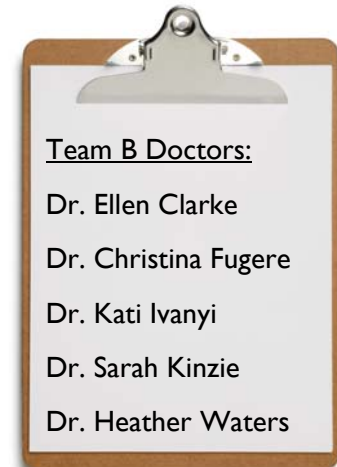 Team B Doctors:
Dr. Ellen Clarke
Dr. Christina Fugere
Dr. Kati Ivanyi
Dr. Sarah Kinzie
Dr. Heather Waters